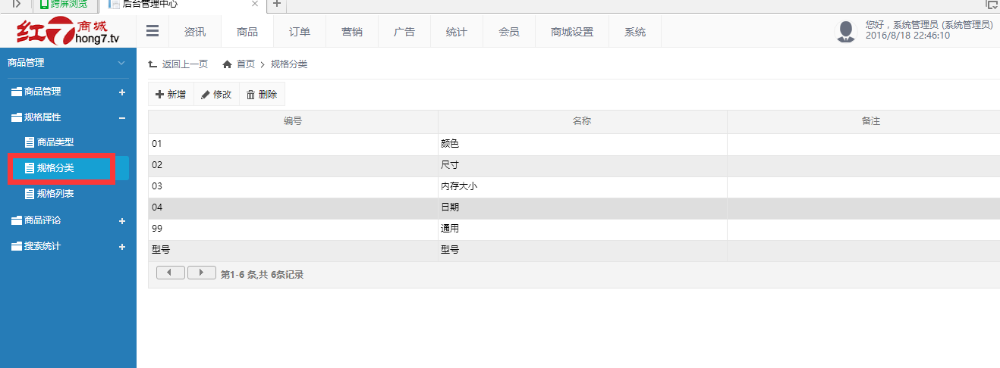 跨屏浏览
后台管理中心
红7商城
hong7.tv
资讯 商品 订单 营销 广告 统计 会员 商城设置 系统
您好，系统管理员 (系统管理员)
2016/8/18 22:46:10
商品管理
商品管理
规格属性
商品类型
规格分类
规格列表
商品评论
搜索统计
返回上一页 首页 > 规格分类
新增 修改 删除
编号 名称 备注
01 颜色
02 尺寸
03 内存大小
04 日期
99 通用
型号 型号
第1-6 条,共 6条记录